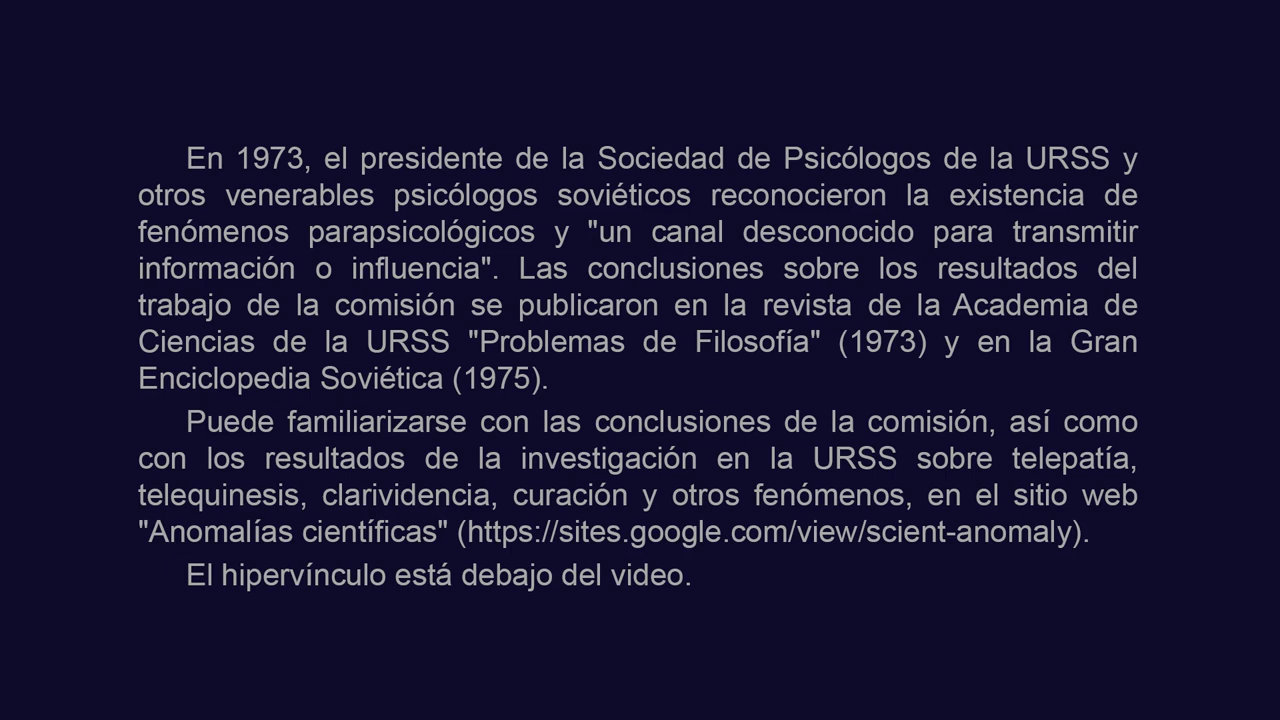 En 1973, el presidente de la Sociedad de Psicólogos de la URSS y
otros venerables psicólogos soviéticos reconocieron la existencia de
fenómenos parapsicológicos y "un canal desconocido para transmitir
información o influencia". Las conclusiones sobre los resultados del
trabajo de la comisión se publicaron en la revista de la Academia de
Ciencias de la URSS "Problemas de Filosofía" (1973) y en la Gran
Enciclopedia Soviética (1975).
Puede familiarizarse con las conclusiones de la comisión, así como
con los resultados de la investigación en la URSS sobre telepatía,
telequinesis, clarividencia, curación y otros fenómenos, en el sitio web
"Anomalías científicas" (https://sites.google.com/view/scient-anomaly).
El hipervínculo está debajo del video.